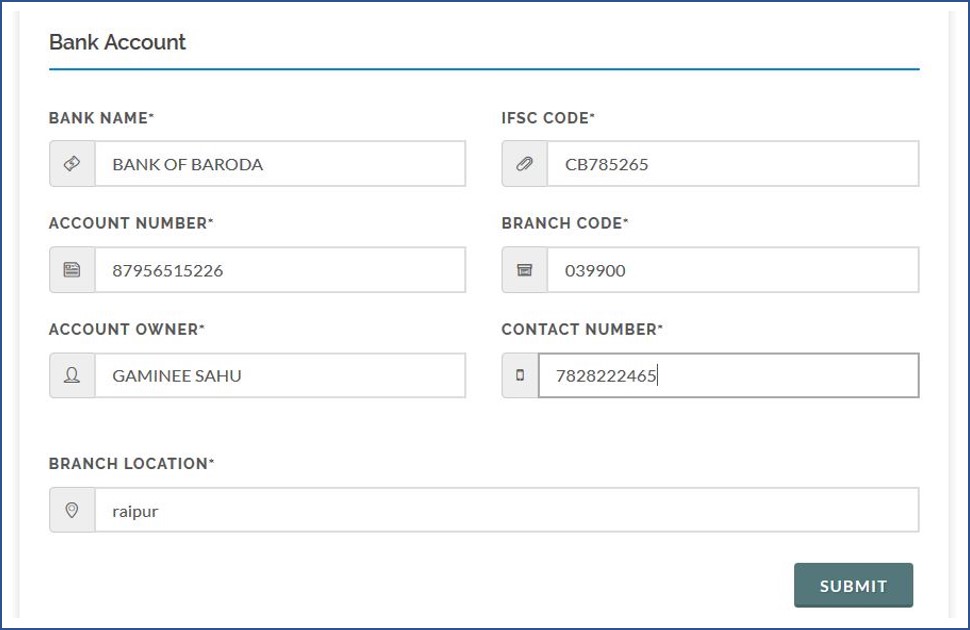 Bank Account
BANK NAME* IFSC CODE*
BANK OF BARODA CB785265
ACCOUNT NUMBER* BRANCH CODE*
87956515226 039900
ACCOUNT OWNER* CONTACT NUMBER*
GAMINEE SAHU 7828222465
BRANCH LOCATION*
raipur
SUBMIT